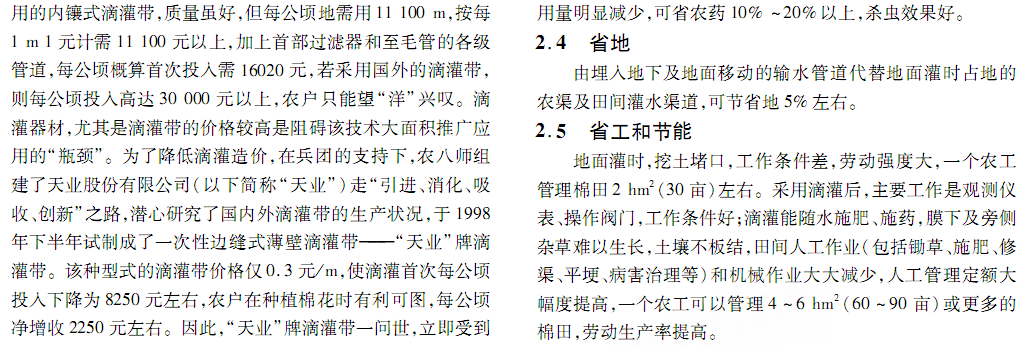 用的内镶式滴灌带,质量虽好,但每公顷地需用 11 100 m,按每
1 m 1 元计需 11 100 元以上,加上首部过滤器和至毛管的各级
管道,每公顷概算首次投入需 16020 元,若采用国外的滴灌带,
则每公顷投入高达 30 000 元以上,农户只能望“洋”兴叹。滴
灌器材,尤其是滴灌带的价格较高是阻碍该技术大面积推广应
用的“瓶颈”。为了降低滴灌造价,在兵团的支持下,农八师组
建了天业股份有限公司(以下简称“天业”)走“引进、消化、吸
收、创新”之路,潜心研究了国内外滴灌带的生产状况,于 1998
年下半年试制成了一次性边缝式薄壁滴灌带——“天业”牌滴
灌带。该种型式的滴灌带价格仅 0.3 元/m,使滴灌首次每公顷
投入下降为 8250 元左右,农户在种植棉花时有利可图,每公顷
净增收 2250 元左右。因此,“天业”牌滴灌带一问世,立即受到
用量明显减少,可省农药 10% ~20%以上,杀虫效果好。
2.4 省地
由埋入地下及地面移动的输水管道代替地面灌时占地的
农渠及田间灌水渠道,可节省地 5%左右。
2.5 省工和节能
地面灌时,挖土堵口,工作条件差,劳动强度大,一个农工
管理棉田 2 hm²(30 亩)左右。采用滴灌后,主要工作是观测仪
表、操作阀门,工作条件好;滴灌能随水施肥、施药,膜下及旁侧
杂草难以生长,土壤不板结,田间人工作业(包括锄草、施肥、修
渠、平埂、病害治理等)和机械作业大大减少,人工管理定额大
幅度提高,一个农工可以管理 4 ~ 6 hm²(60 ~90 亩)或更多的
棉田,劳动生产率提高。